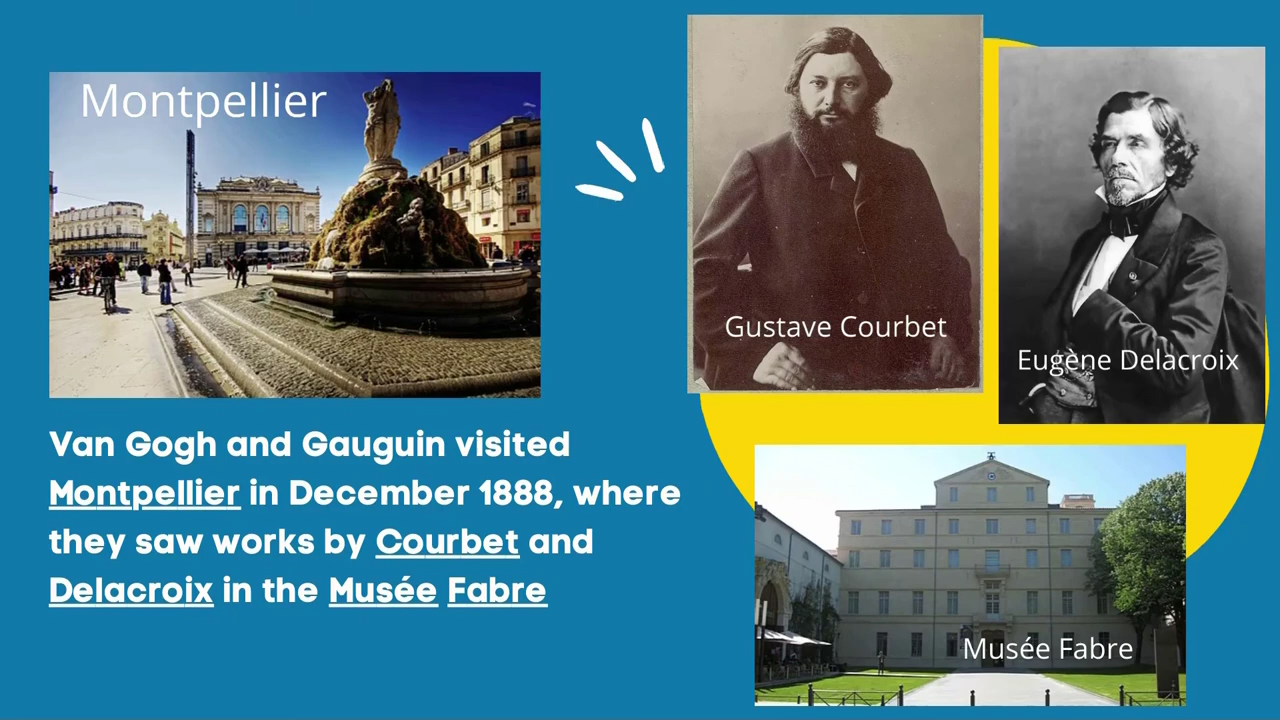 Montpellier
Van Gogh and Gauguin visited
Montpellier in December 1888, where
they saw works by Courbet and
Delacroix in the Musée Fabre
Gustave Courbet
Eugène Delacroix
Musée Fabre